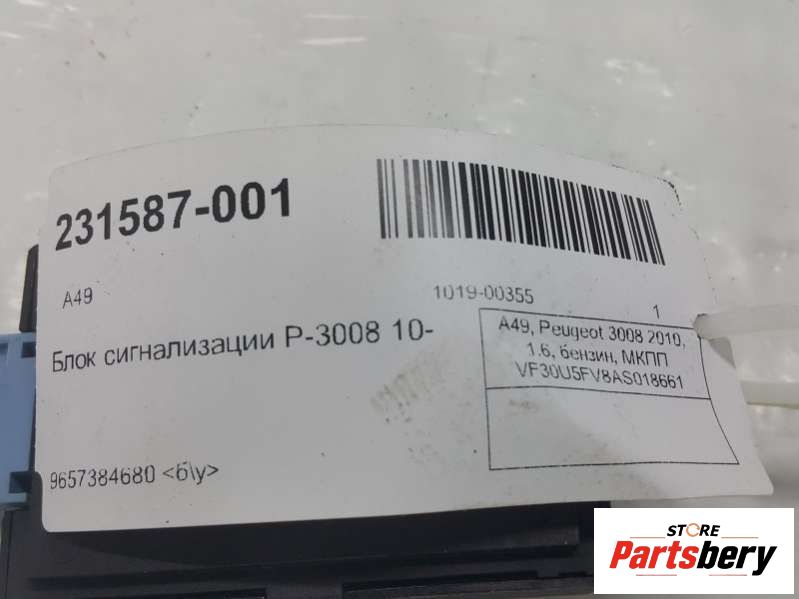 231587-001
A49
1019-00355
1
Блок сигнализации P-3008 10-
A49, Peugeot 3008 2010,
1.6, бензин, МКПП
VF30U5FV8AS018661
9657384680 <б\у>
STORE
Partsbery